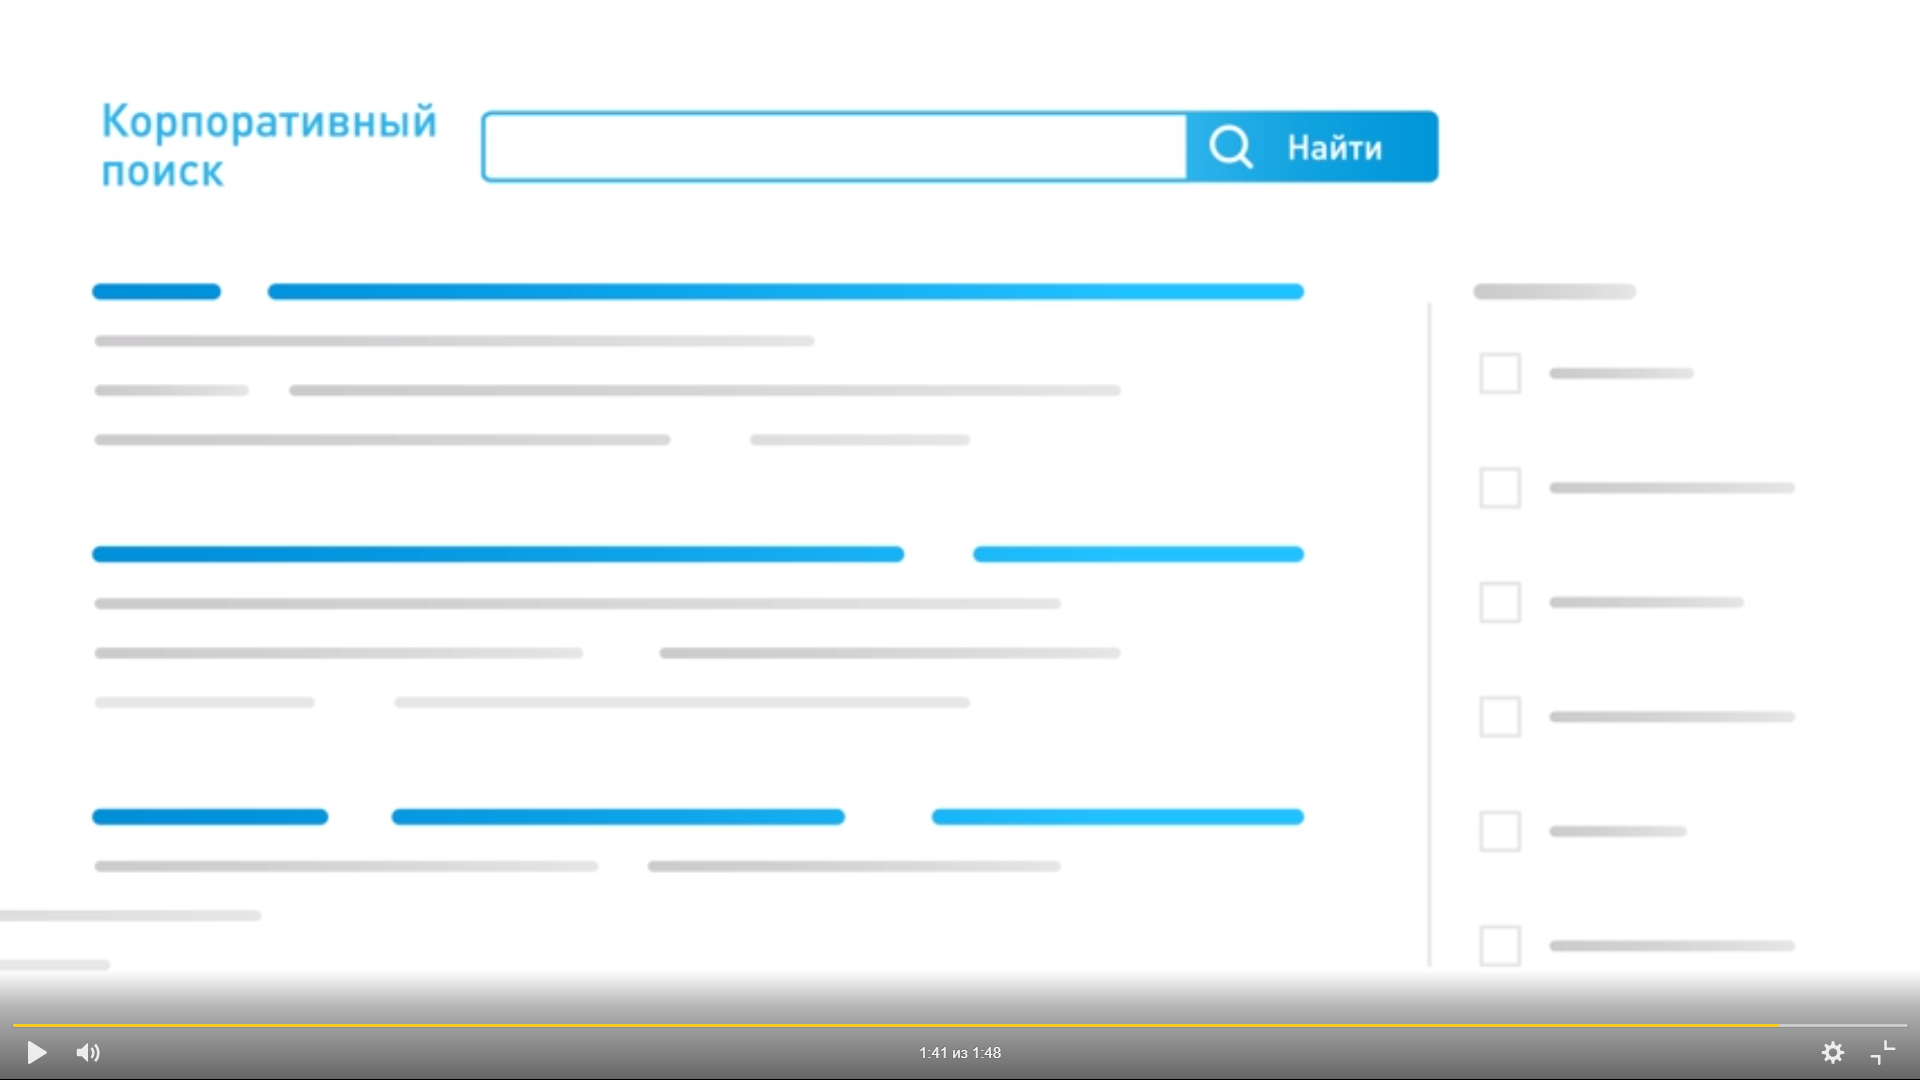 Корпоративный
поиск
Найти
1:41 из 1:48